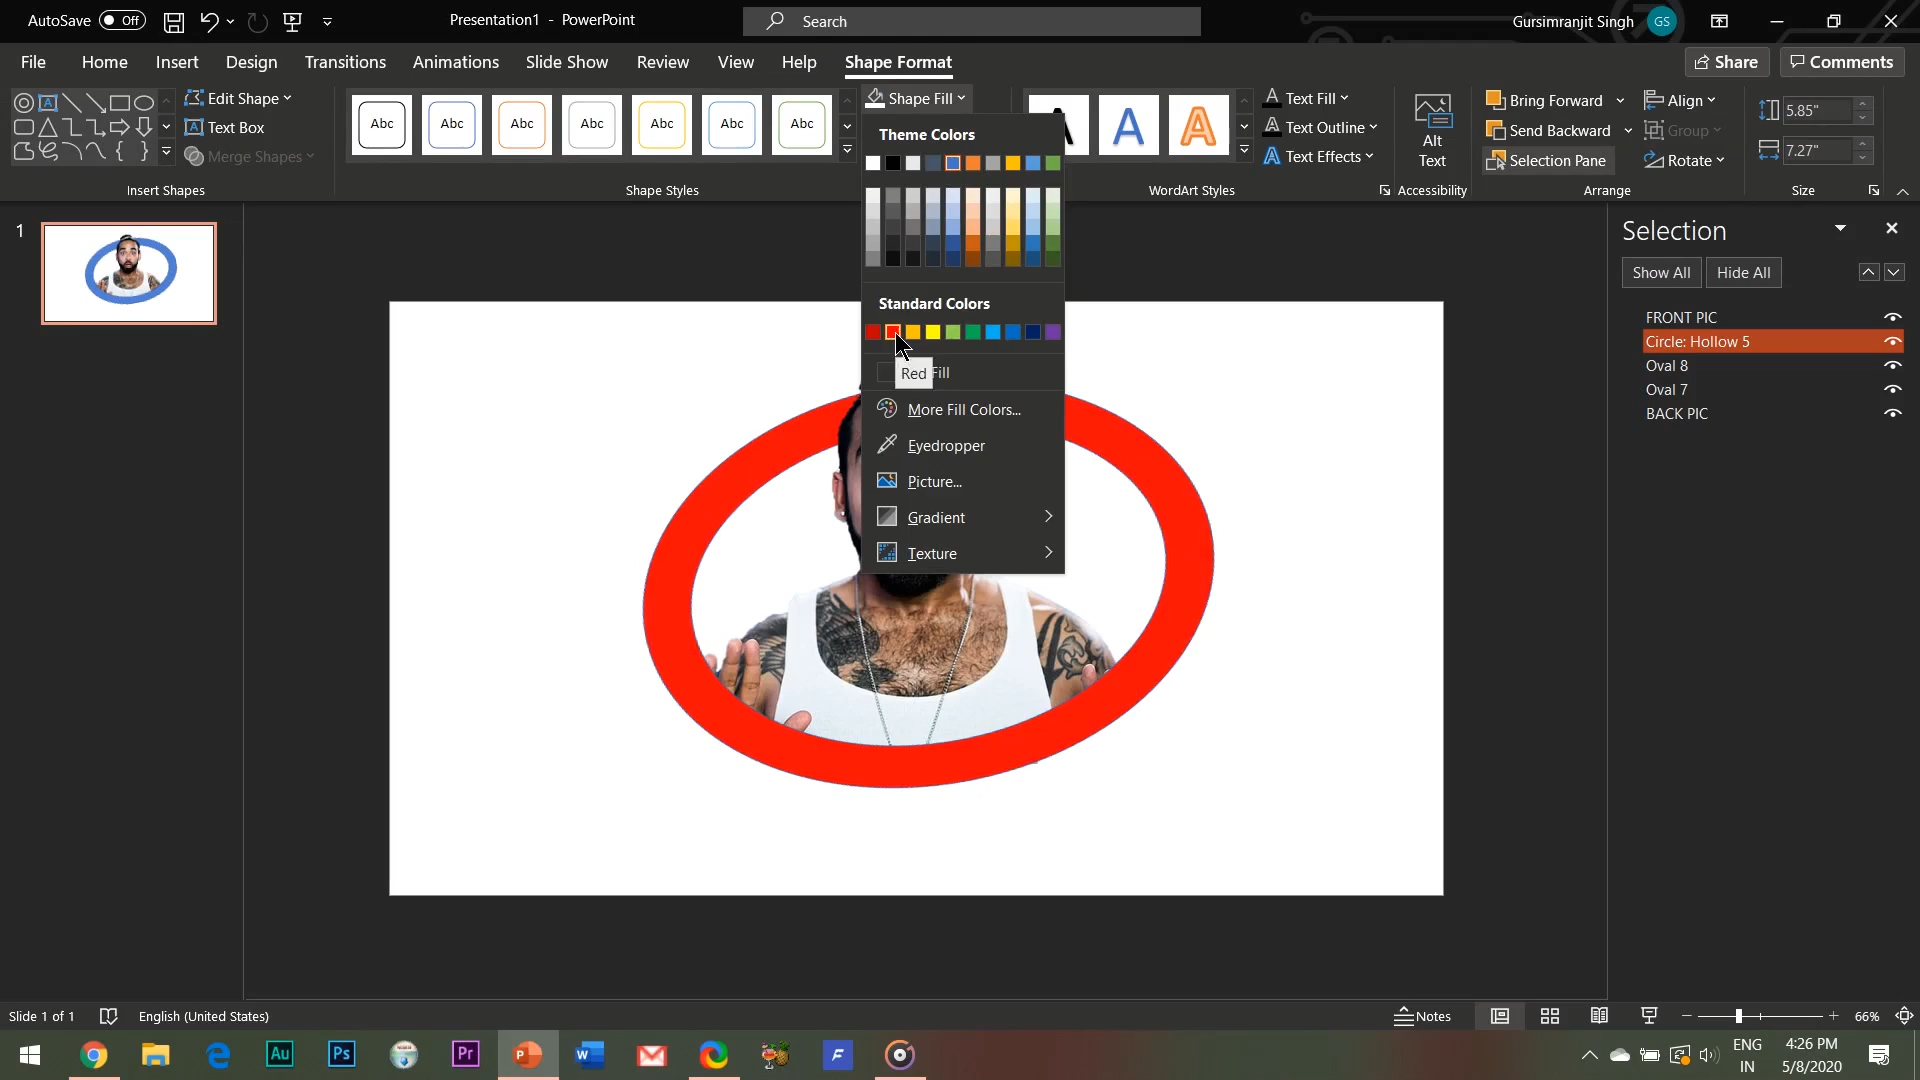 AutoSave Off
Presentation1 - PowerPoint
Search
Gursimranjit Singh GS
File Home Insert Design Transitions Animations Slide Show Review View Help Shape Format
Share Comments
Edit Shape
Text Box
Merge Shapes
Insert Shapes
Abc Abc Abc Abc Abc Abc Abc
Shape Styles
Shape Fill
A A A
Text Fill
Text Outline
Text Effects
WordArt Styles
Alt
Text
Accessibility
Bring Forward
Send Backward
Selection Pane
Align
Group
Rotate
Arrange
5.85"
7.27"
Size
Theme Colors
Standard Colors
Red
Fill
More Fill Colors...
Eyedropper
Picture...
Gradient
Texture
1
Selection
Show All Hide All
FRONT PIC
Circle: Hollow 5
Oval 8
Oval 7
BACK PIC
Slide 1 of 1
English (United States)
Notes
66%
Au Ps Pr P W F
ENG
IN
4:26 PM
5/8/2020